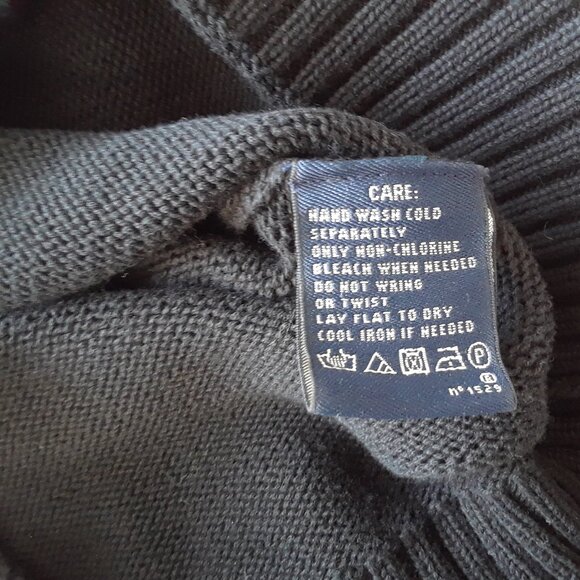 CARE:
HAND WASH COLD
SEPARATELY
ONLY NON-CHLORINE
BLEACH WHEN NEEDED
DO NOT WRING
OR TWIST
LAY FLAT TO DRY
COOL IRON IF NEEDED
P
nº 1529